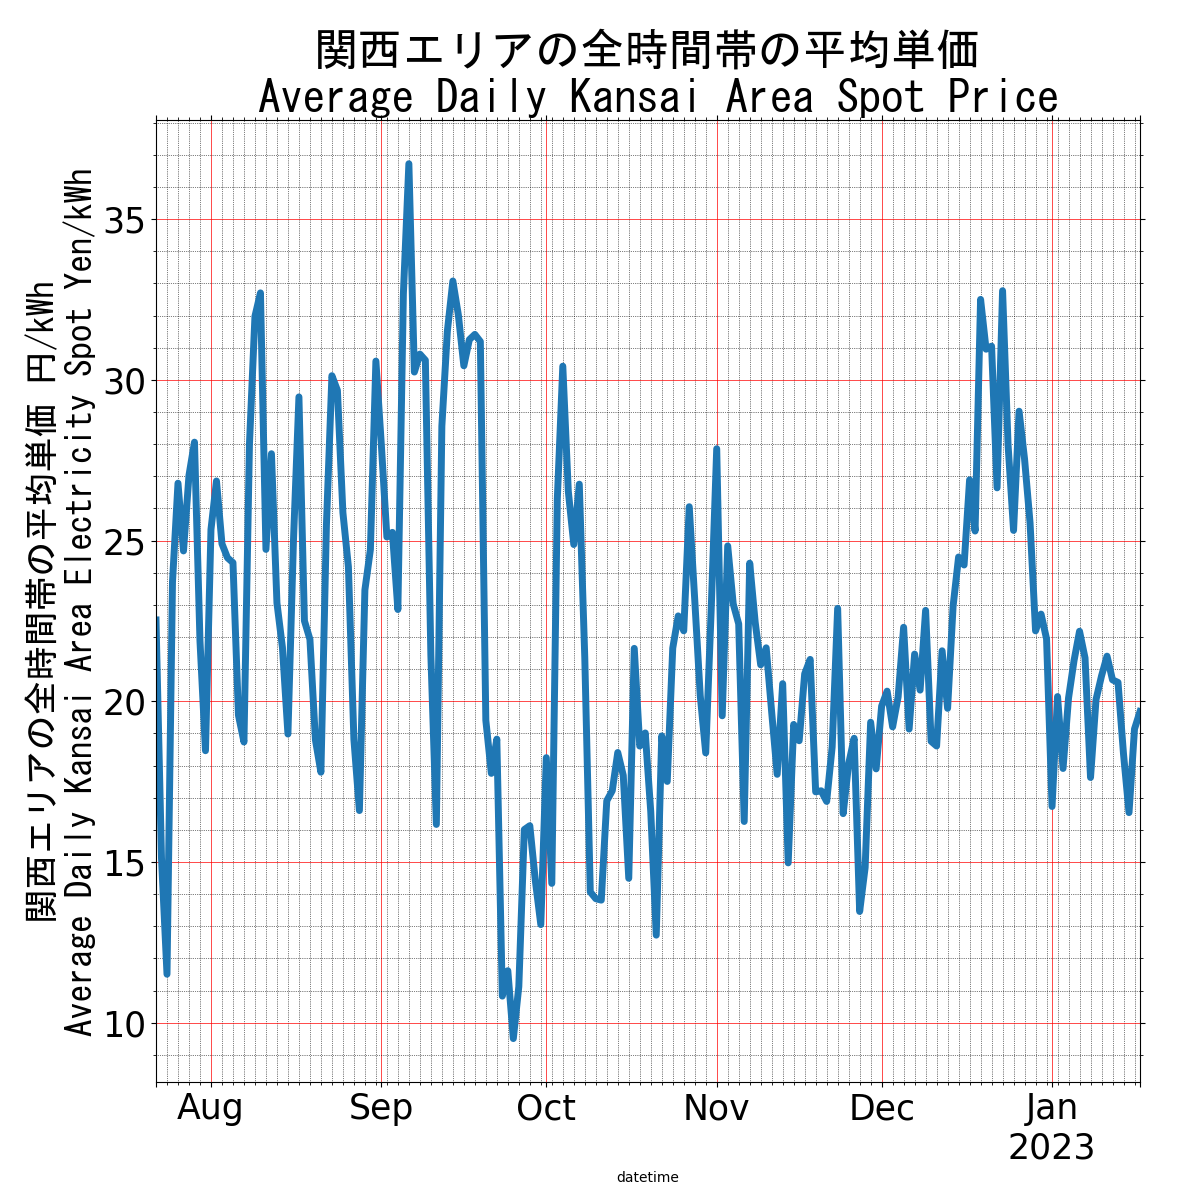 関西エリアの全時間帯の平均単価
Average Daily Kansai Area Spot Price
関西エリアの全時間帯の平均単価 円/kWh
Average Daily Kansai Area Electricity Spot Yen/kWh
35
30
25
20
15
10
Aug Sep Oct Nov Dec Jan
2023
datetime